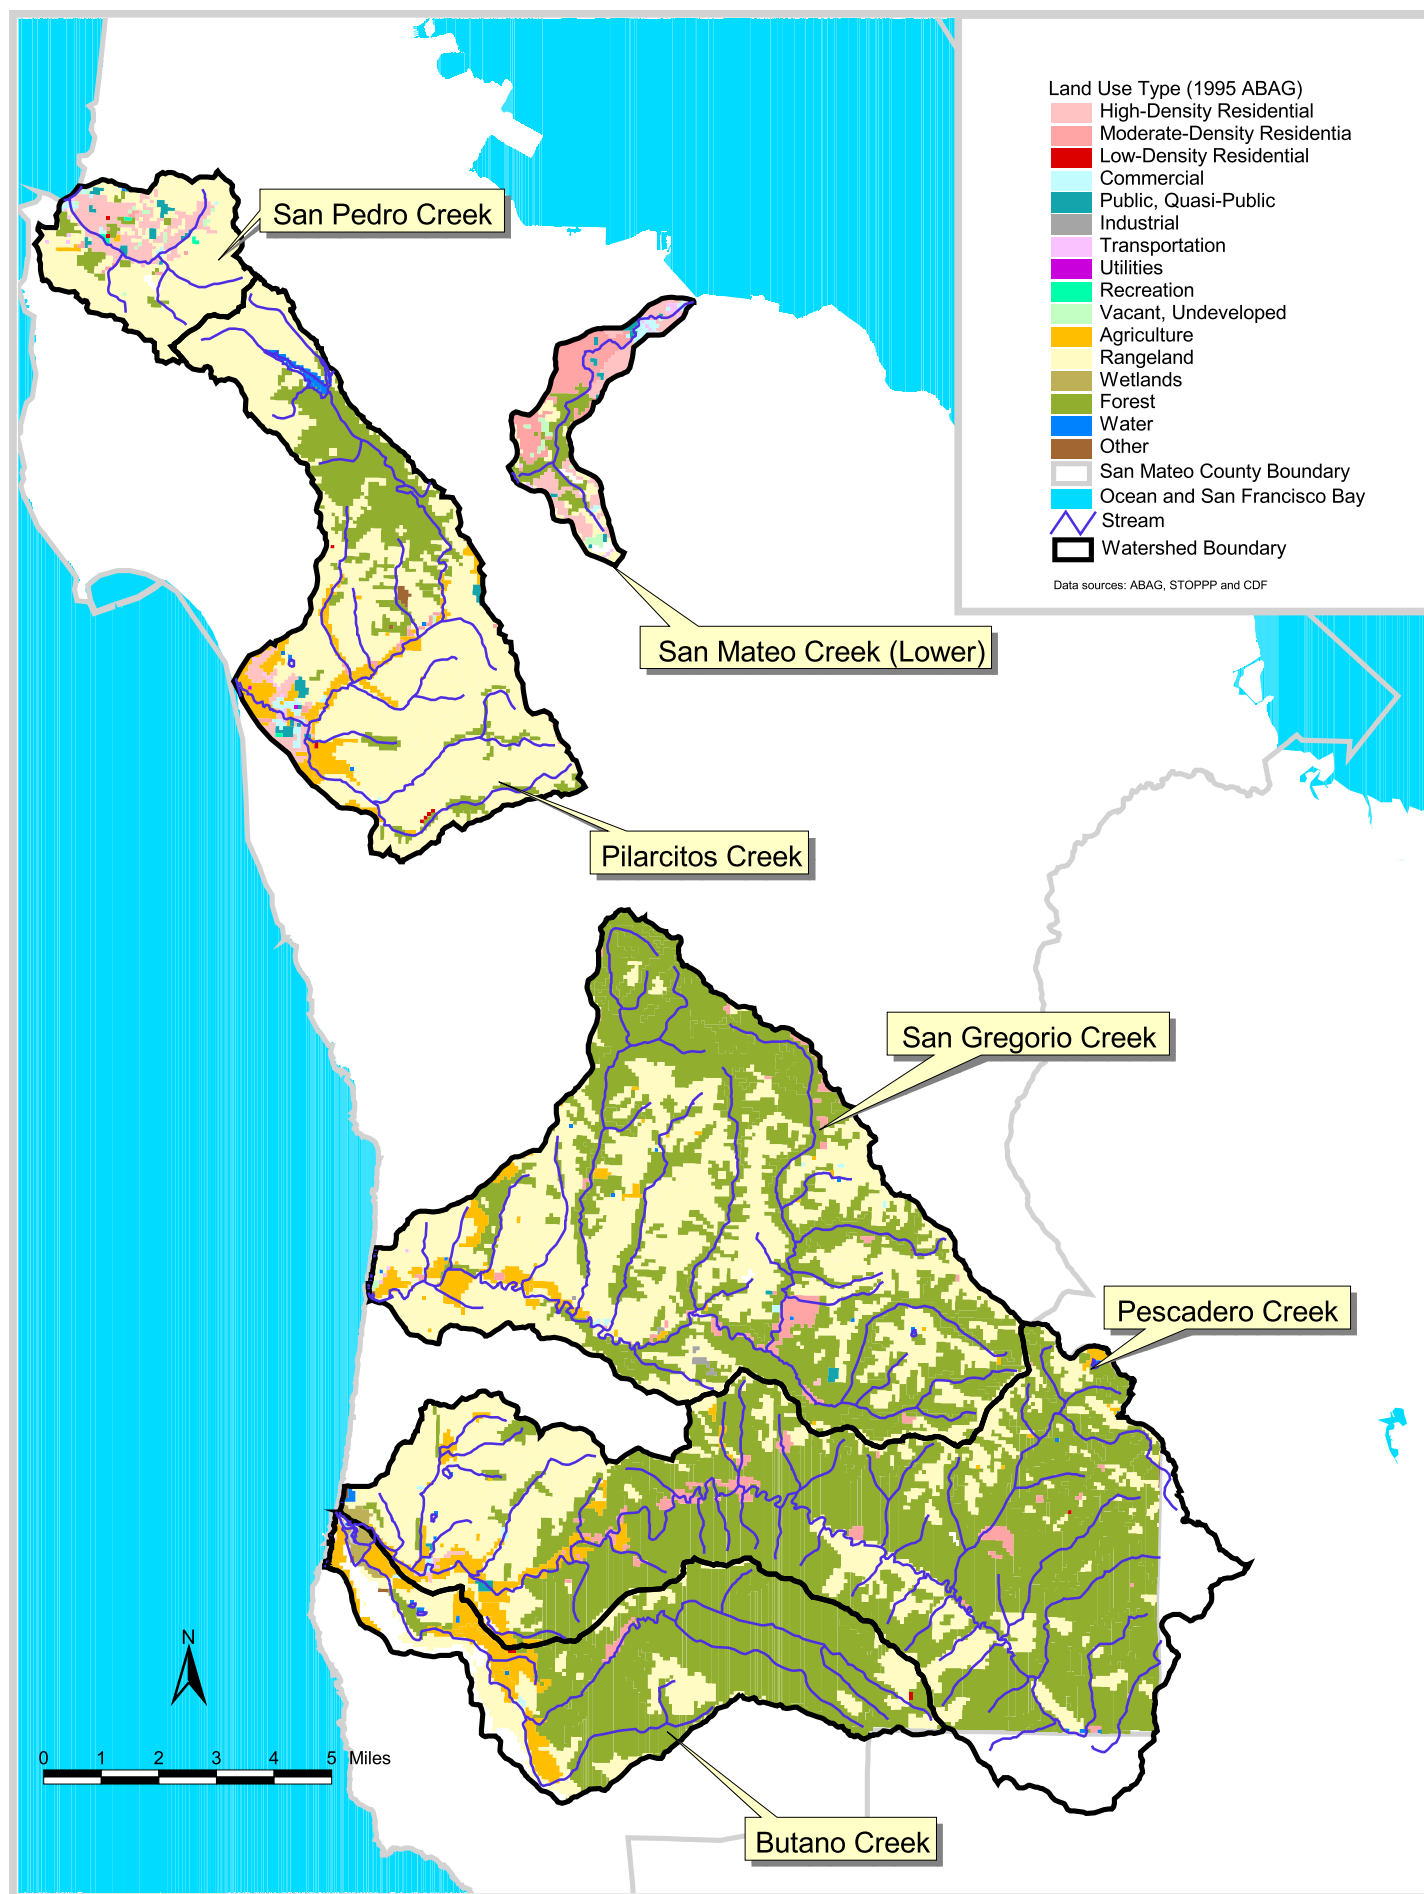 Land Use Type (1995 ABAG)
High-Density Residential
Moderate-Density Residentia
Low-Density Residential
Commercial
Public, Quasi-Public
Industrial
Transportation
Utilities
Recreation
Vacant, Undeveloped
Agriculture
Rangeland
Wetlands
Forest
Water
Other
San Mateo County Boundary
Ocean and San Francisco Bay
Stream
Watershed Boundary
Data sources: ABAG, STOPPP and CDF
San Pedro Creek
San Mateo Creek (Lower)
Pilarcitos Creek
San Gregorio Creek
Pescadero Creek
N
0 1 2 3 4 5 Miles
Butano Creek